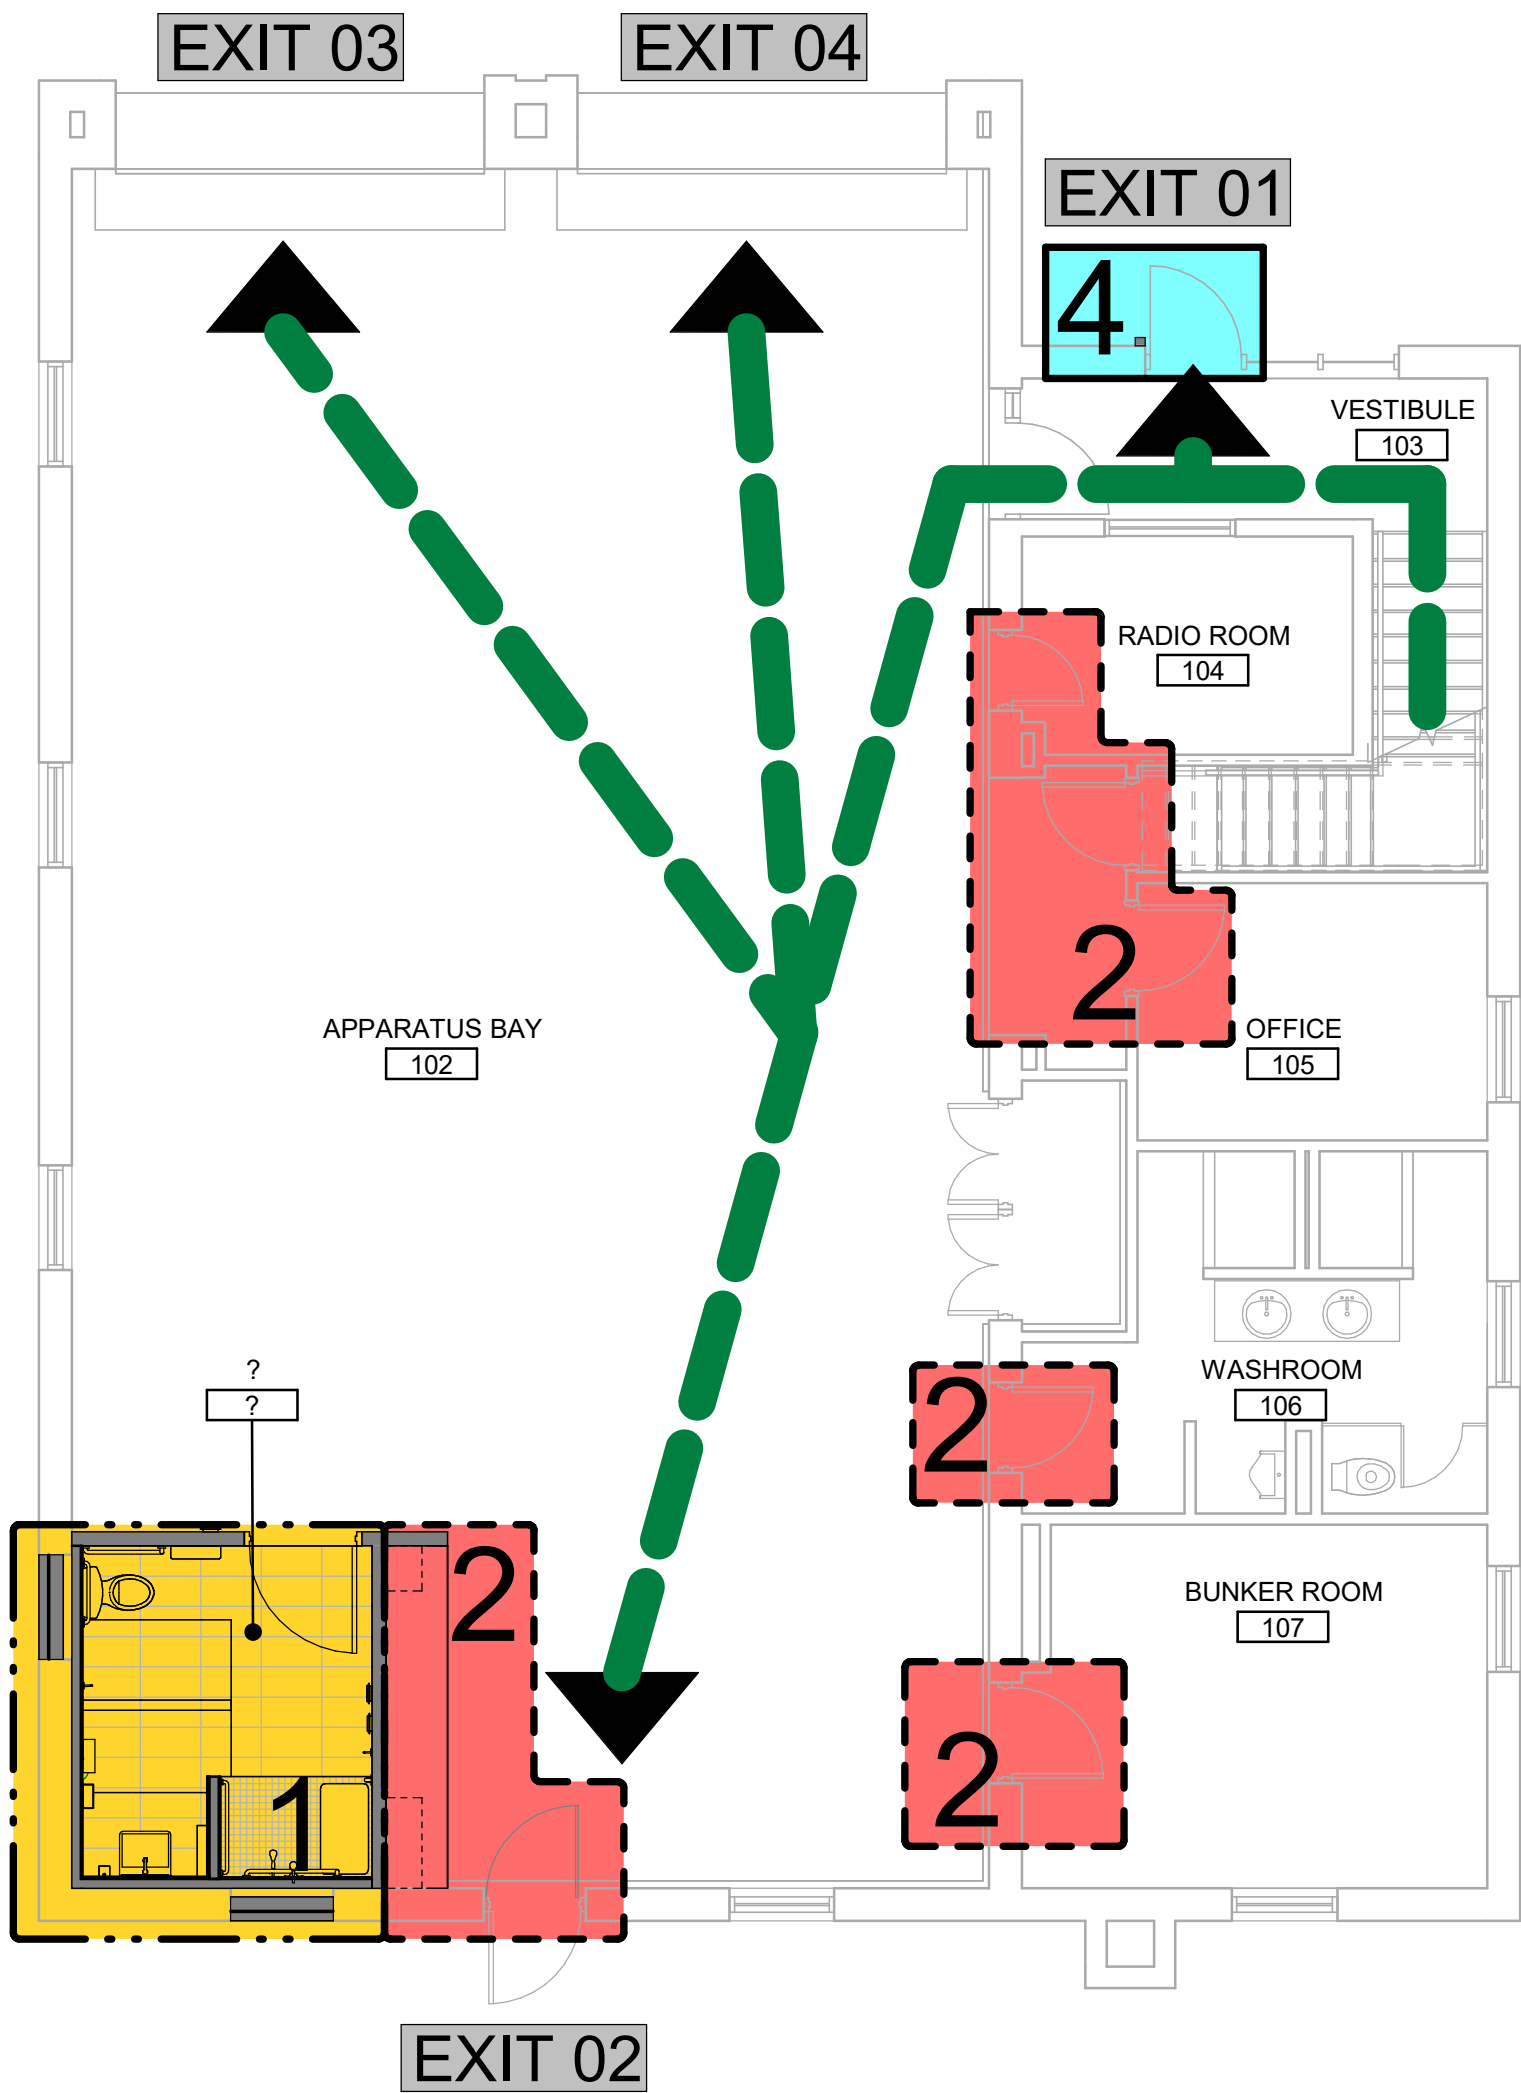 EXIT 03
EXIT 04
EXIT 01
4
VESTIBULE
103
RADIO ROOM
104
2
APPARATUS BAY
102
OFFICE
105
?
?
2
WASHROOM
106
2
BUNKER ROOM
107
2
1
EXIT 02